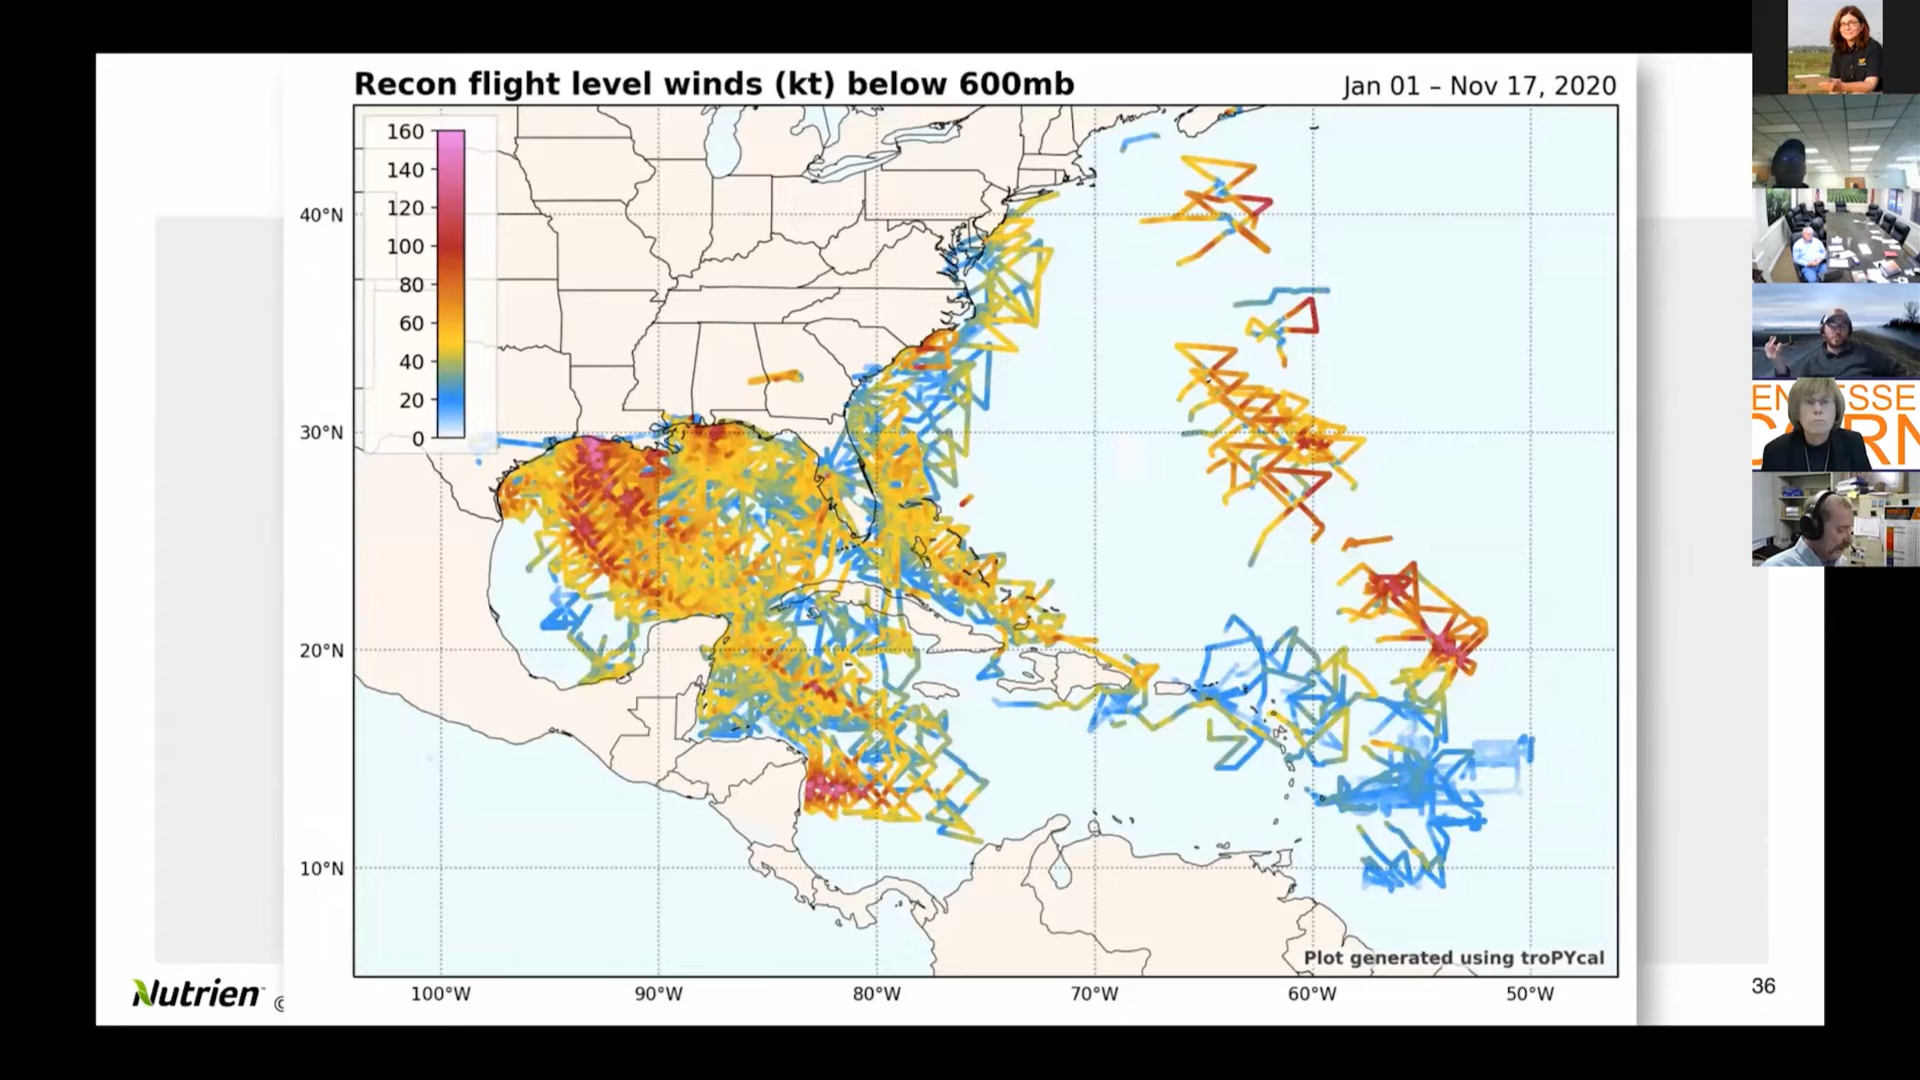 Recon flight level winds (kt) below 600mb
Jan 01 – Nov 17, 2020
160
140
120
100
80
60
40
20
0
40°N
30°N
20°N
10°N
100°W
90°W
80°W
70°W
60°W
50°W
Plot generated using troPYcal
Nutrien™
©
36